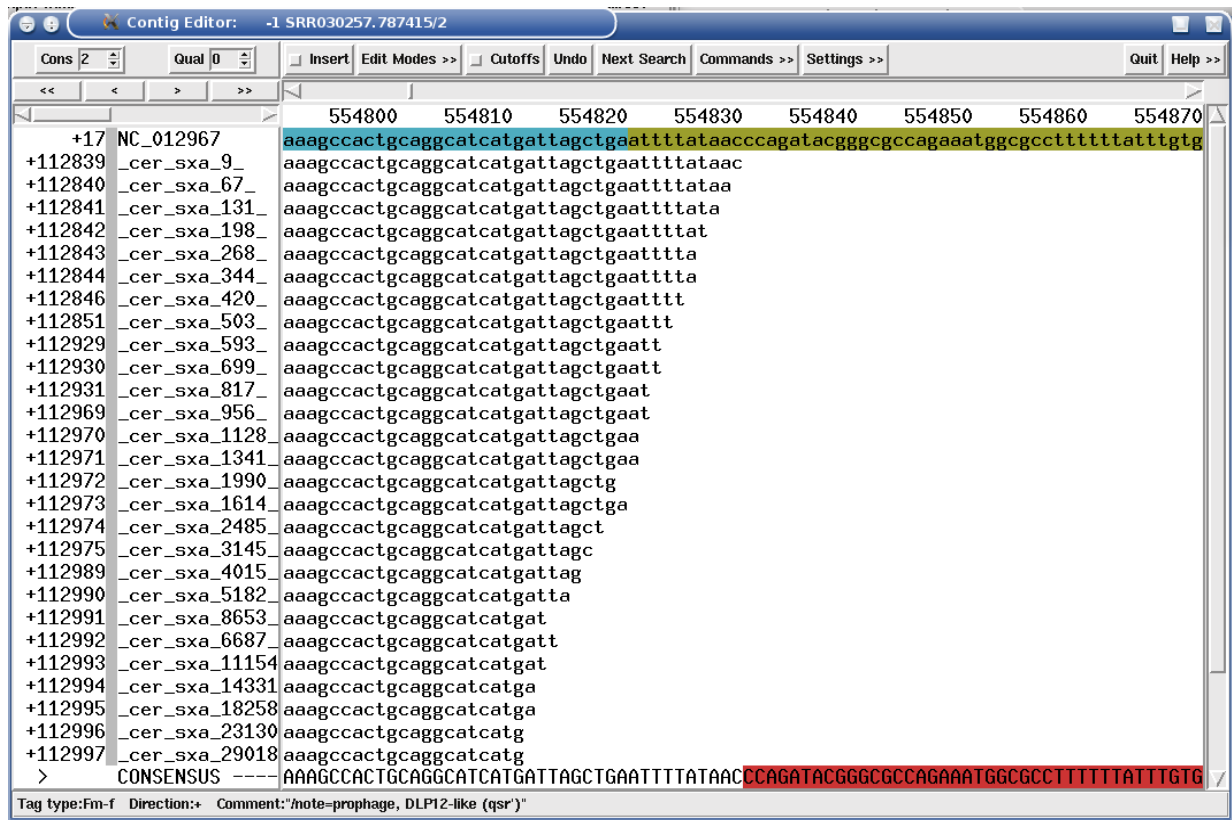 Contig Editor: -1 SRR030257.787415/2
Cons 2 Qual 0 Insert Edit Modes >> Cutoffs Undo Next Search Commands >> Settings >> Quit Help >>
<< < > >>
554800 554810 554820 554830 554840 554850 554860 554870
+17 NC_012967 aaagccactgcaggcatcatgattagctgaattttataacccagatacgggcgccagaaatggcgccttttttatttgtg
+112839 _cer_sxa_9_ aaagccactgcaggcatcatgattagctgaattttataac
+112840 _cer_sxa_67_ aaagccactgcaggcatcatgattagctgaattttataa
+112841 _cer_sxa_131_ aaagccactgcaggcatcatgattagctgaattttata
+112842 _cer_sxa_198_ aaagccactgcaggcatcatgattagctgaattttat
+112843 _cer_sxa_268_ aaagccactgcaggcatcatgattagctgaatttta
+112844 _cer_sxa_344_ aaagccactgcaggcatcatgattagctgaatttta
+112846 _cer_sxa_420_ aaagccactgcaggcatcatgattagctgaatttt
+112851 _cer_sxa_503_ aaagccactgcaggcatcatgattagctgaattt
+112929 _cer_sxa_593_ aaagccactgcaggcatcatgattagctgaatt
+112930 _cer_sxa_699_ aaagccactgcaggcatcatgattagctgaatt
+112931 _cer_sxa_817_ aaagccactgcaggcatcatgattagctgaat
+112969 _cer_sxa_956_ aaagccactgcaggcatcatgattagctgaat
+112970 _cer_sxa_1128_ aaagccactgcaggcatcatgattagctgaa
+112971 _cer_sxa_1341_ aaagccactgcaggcatcatgattagctgaa
+112972 _cer_sxa_1990_ aaagccactgcaggcatcatgattagctg
+112973 _cer_sxa_1614_ aaagccactgcaggcatcatgattagctga
+112974 _cer_sxa_2485_ aaagccactgcaggcatcatgattagct
+112975 _cer_sxa_3145_ aaagccactgcaggcatcatgattagc
+112989 _cer_sxa_4015_ aaagccactgcaggcatcatgattag
+112990 _cer_sxa_5182_ aaagccactgcaggcatcatgatta
+112991 _cer_sxa_8653_ aaagccactgcaggcatcatgat
+112992 _cer_sxa_6687_ aaagccactgcaggcatcatgatt
+112993 _cer_sxa_11154 aaagccactgcaggcatcatgat
+112994 _cer_sxa_14331 aaagccactgcaggcatcatga
+112995 _cer_sxa_18258 aaagccactgcaggcatcatga
+112996 _cer_sxa_23130 aaagccactgcaggcatcatg
+112997 _cer_sxa_29018 aaagccactgcaggcatcatg
> CONSENSUS ---- AAAGCCACTGCAGGCATCATGATTAGCTGAATTTTATAACCCAGATACGGGCGCCAGAAATGGCGCCTTTTTTATTTGTG
Tag type:Fm-f Direction:+ Comment:"/note=prophage, DLP12-like (qsr')"